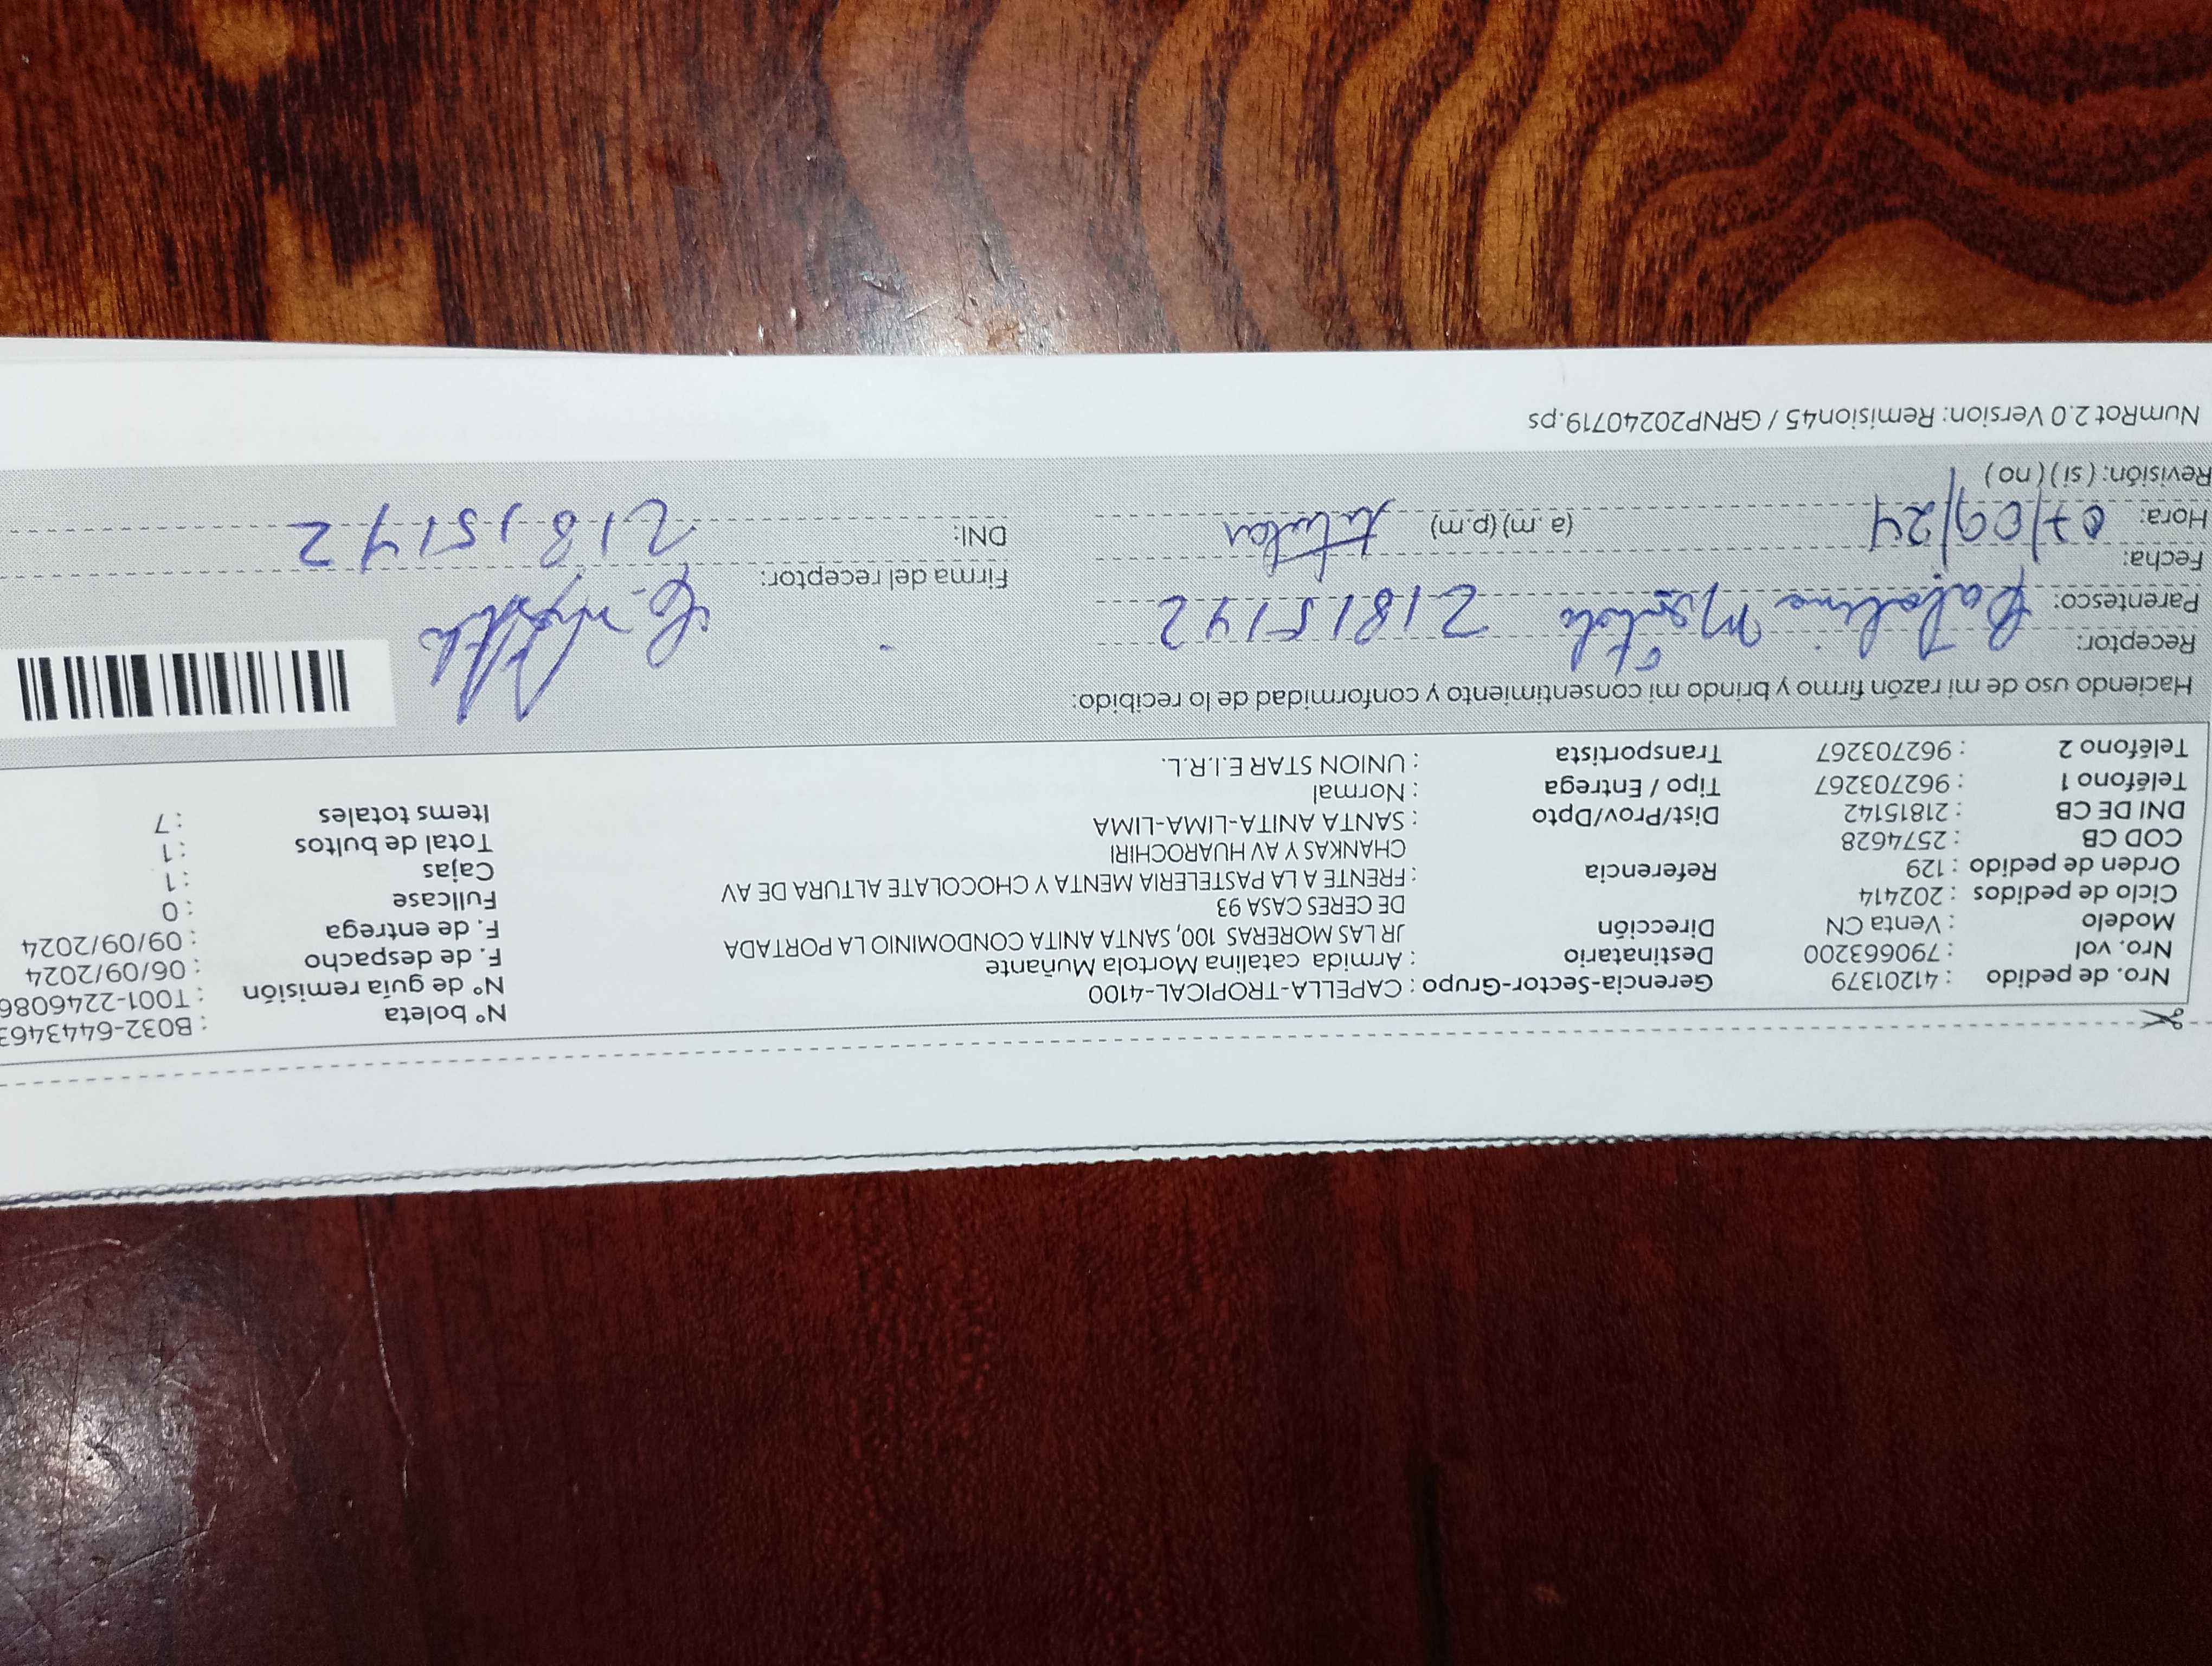 Nro. de pedido : 41201379 Gerencia-Sector-Grupo : CAPELLA-TROPICAL-4100 N° boleta : B032-6443463
Nro. vol : 790663200 Destinatario : Armida catalina Mortola Muñante N° de guía remisión : T001-2246086
Modelo : Venta CN Dirección JR LAS MORERAS 100, SANTA ANITA CONDOMINIO LA PORTADA F. de despacho : 06/09/2024
DE CERES CASA 93 F. de entrega : 09/09/2024
Ciclo de pedidos : 202414
Orden de pedido : 129 Referencia : FRENTE A LA PASTELERIA MENTA Y CHOCOLATE ALTURA DE AV Fullcase : 0
COD CB : 2574628 CHANKAS Y AV HUAROCHIRI Cajas : 1
DNI DE CB : 21815142 Dist/Prov/Dpto : SANTA ANITA-LIMA-LIMA Total de bultos : 1
Teléfono 1 : 962703267 Tipo / Entrega : Normal Items totales : 7
Teléfono 2 : 962703267 Transportista : UNION STAR E.I.R.L.
Haciendo uso de mi razón firmo y brindo mi consentimiento y conformidad de lo recibido:
Receptor: Catalina Mortola 21815142
Parentesco: titular Firma del receptor:
Fecha: 07/09/24
Hora: (a.m) (p.m) DNI: 21815142
Revisión: ( si ) ( no )
NumRot 2.0 Version: Remision45 / GRNP20240719.ps